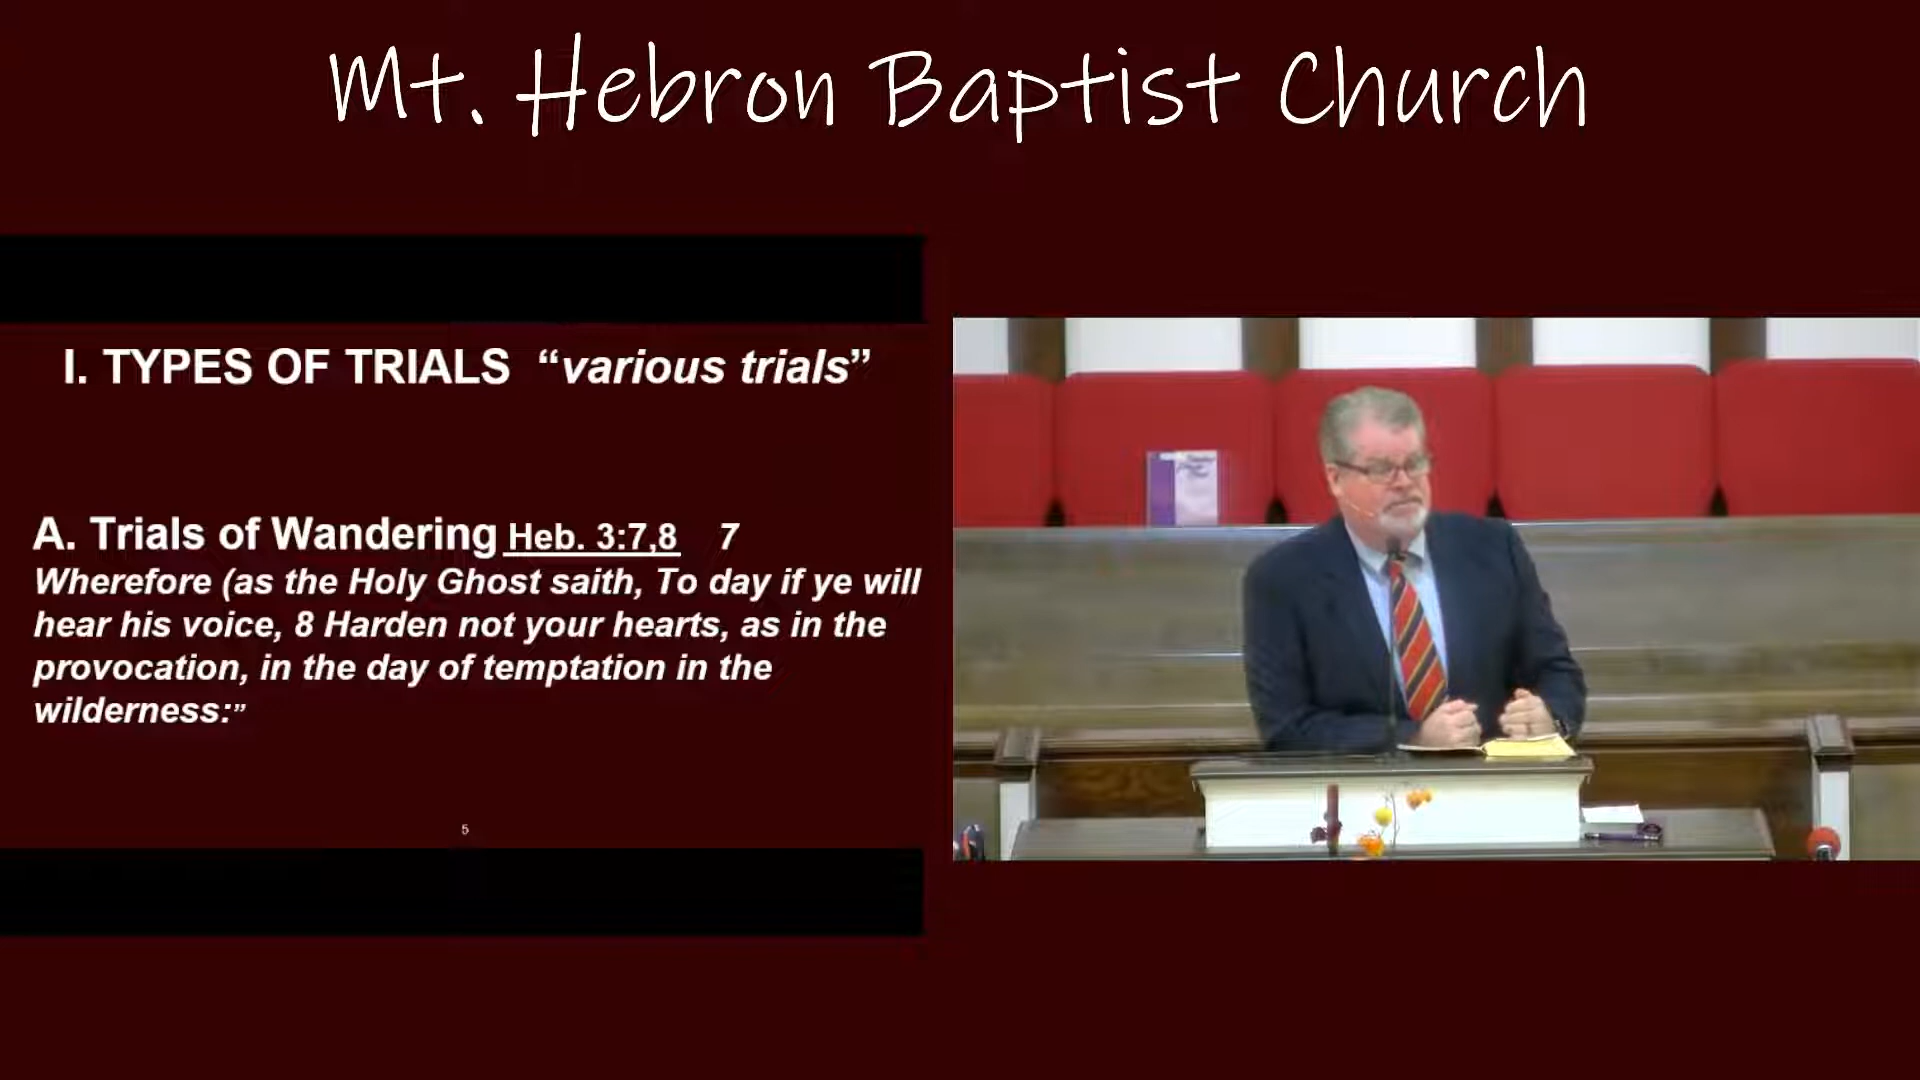 Mt. Hebron Baptist Church
I. TYPES OF TRIALS “various trials”
A. Trials of Wandering Heb. 3:7,8 7
Wherefore (as the Holy Ghost saith, To day if ye will
hear his voice, 8 Harden not your hearts, as in the
provocation, in the day of temptation in the
wilderness:”
5